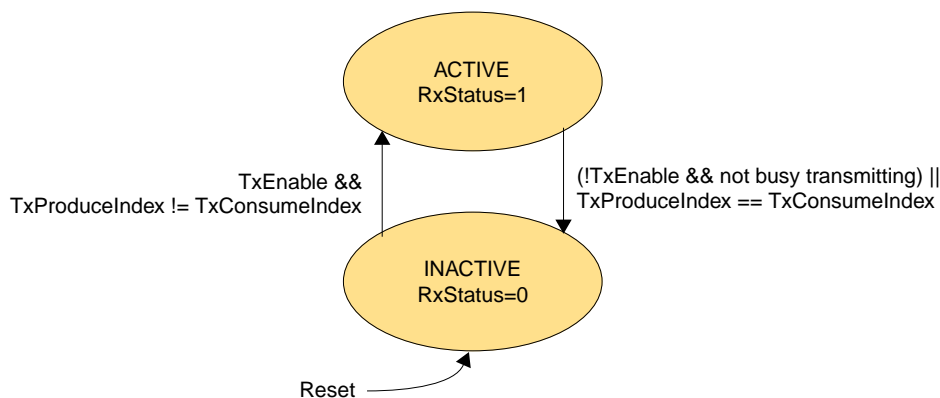 ACTIVE
RxStatus=1
TxEnable &&
TxProduceIndex != TxConsumeIndex
(!TxEnable && not busy transmitting) ||
TxProduceIndex == TxConsumeIndex
INACTIVE
RxStatus=0
Reset